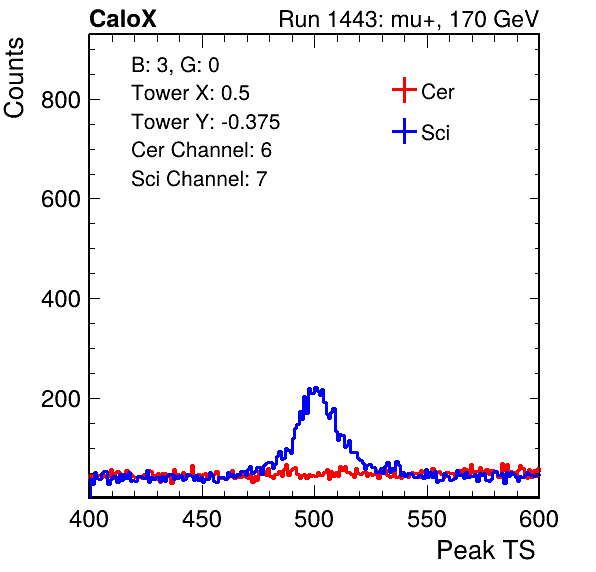 CaloX Run 1443: mu+, 170 GeV
B: 3, G: 0
Tower X: 0.5
Tower Y: -0.375
Cer Channel: 6
Sci Channel: 7
Cer
Sci
Counts
800
600
400
200
400 450 500 550 600
Peak TS